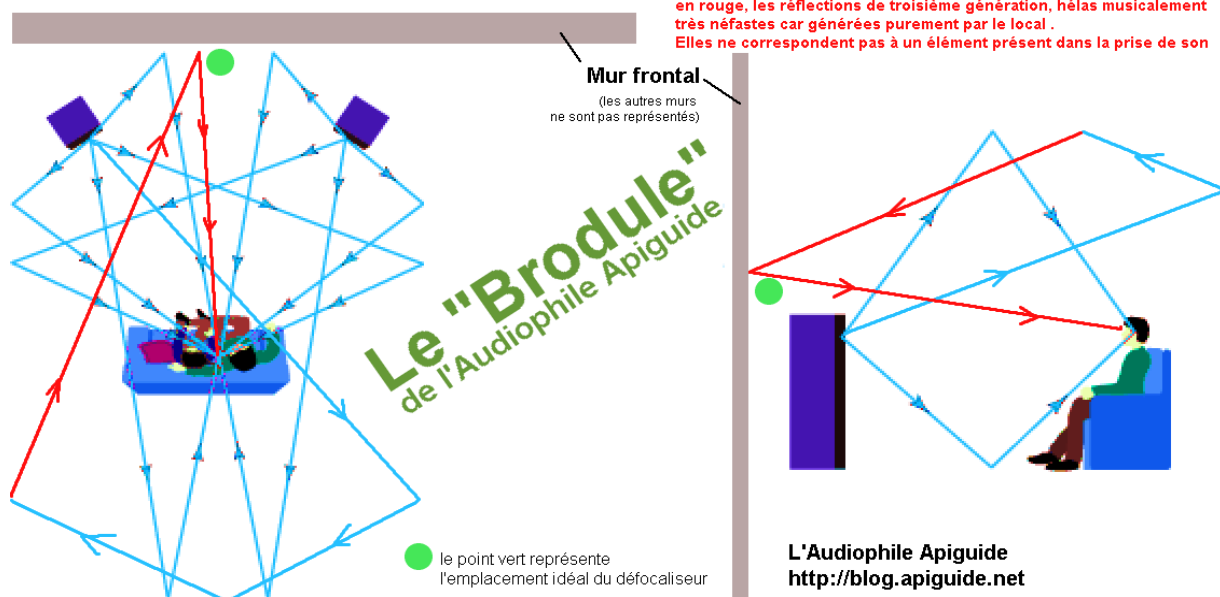 en rouge, les réflections de troisième génération, hélas musicalement
très néfastes car générées purement par le local .
Elles ne correspondent pas à un élément présent dans la prise de son
Mur frontal
(les autres murs
ne sont pas représentés)
Le "Brodule"
de l'Audiophile Apiguide
le point vert représente
l'emplacement idéal du défocaliseur
L'Audiophile Apiguide
http://blog.apiguide.net